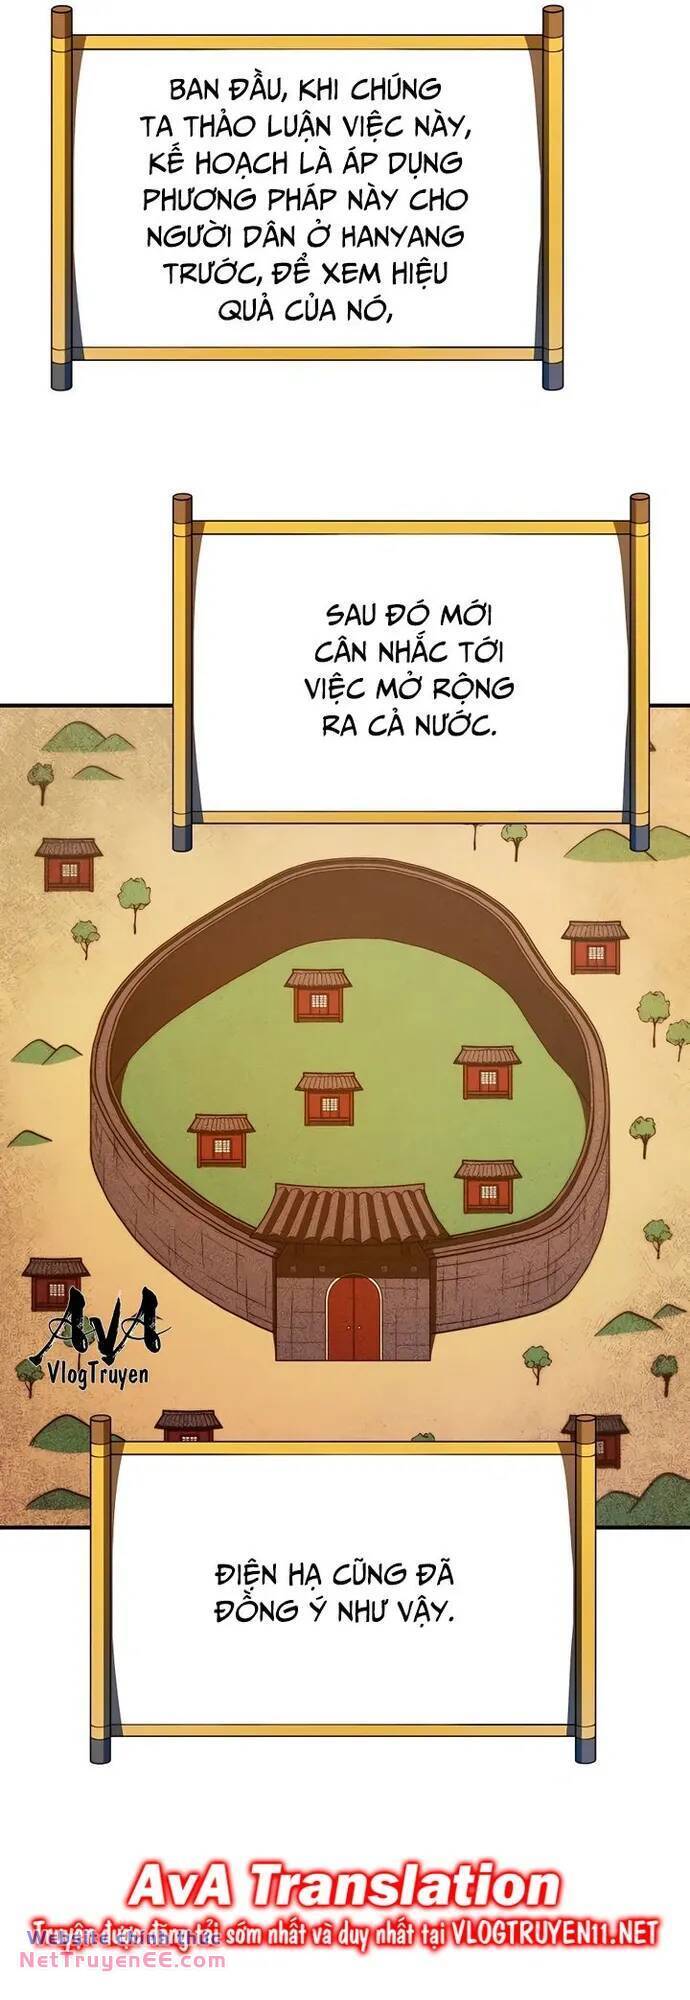 BAN ĐẦU, KHI CHÚNG
TA THẢO LUẬN VIỆC NÀY,
KẾ HOẠCH LÀ ÁP DỤNG
PHƯƠNG PHÁP NÀY CHO
NGƯỜI DÂN Ở HANYANG
TRƯỚC, ĐỂ XEM HIỆU
QUẢ CỦA NÓ,
SAU ĐÓ MỚI
CÂN NHẮC TỚI
VIỆC MỞ RỘNG
RA CẢ NƯỚC.
AVA
VlogTruyen
ĐIỆN HẠ CŨNG ĐÃ
ĐỒNG Ý NHƯ VẬY.
AvA Translation
Truyện được đăng tải sớm nhất và duy nhất tại VLOGTRUYEN11.NET
Website chính thức
NetTruyenEE.com